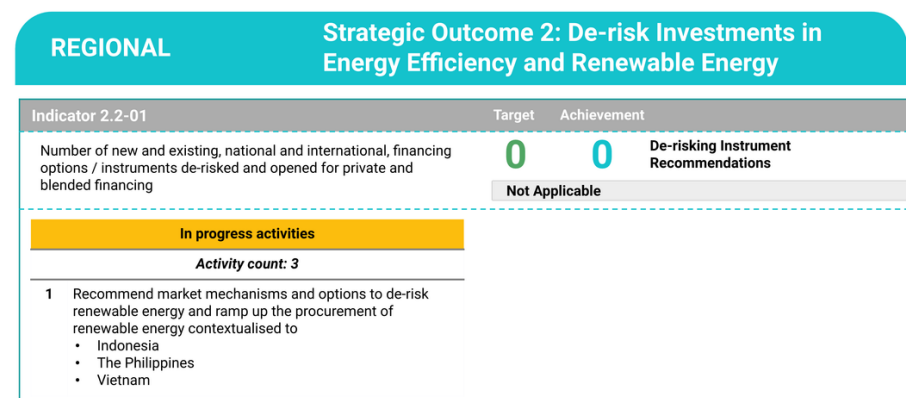 REGIONAL
Strategic Outcome 2: De-risk Investments in
Energy Efficiency and Renewable Energy
Indicator 2.2-01
Target Achievement
Number of new and existing, national and international, financing
options / instruments de-risked and opened for private and
blended financing
0 0 De-risking Instrument
Recommendations
Not Applicable
In progress activities
Activity count: 3
1 Recommend market mechanisms and options to de-risk
renewable energy and ramp up the procurement of
renewable energy contextualised to
• Indonesia
• The Philippines
• Vietnam